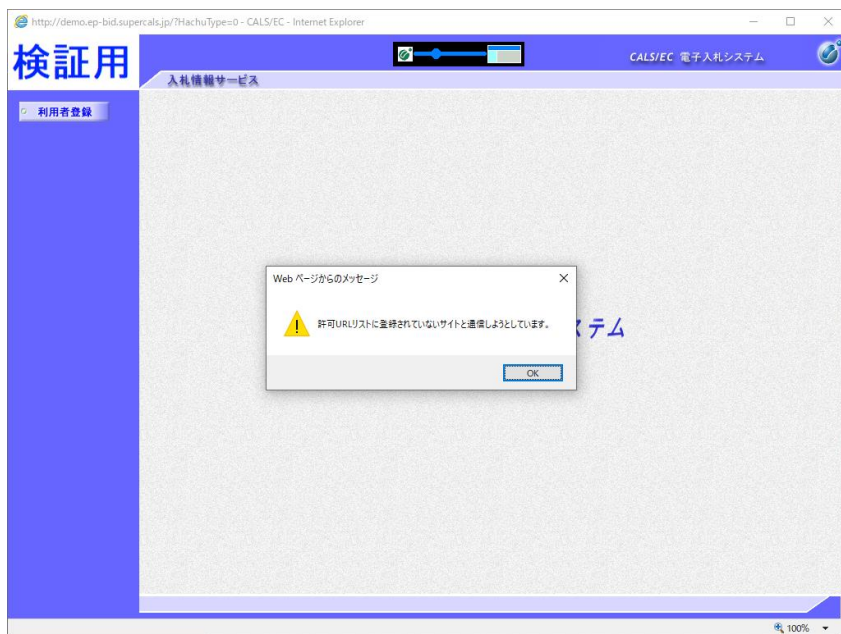 http://demo.ep-bid.supercals.jp/?HachuType=0 - CALS/EC - Internet Explorer
検証用
CALS/EC 電子入札システム
入札情報サービス
利用者登録
Web ページからのメッセージ
許可URLリストに登録されていないサイトと通信しようとしています。
ステム
OK
100%